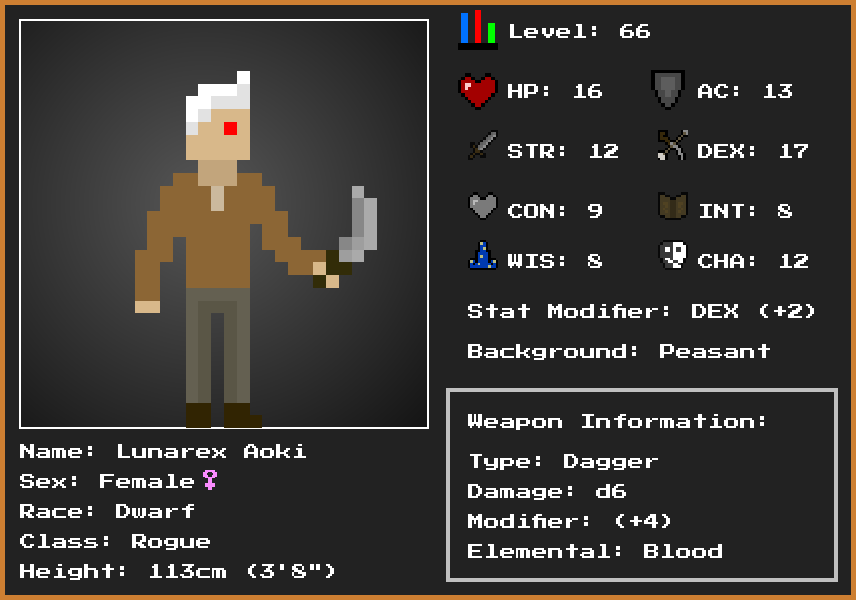 Level: 66
HP: 16
AC: 13
STR: 12
DEX: 17
CON: 9
INT: 8
WIS: 8
CHA: 12
Stat Modifier: DEX (+2)
Background: Peasant
Name: Lunarex Aoki
Sex: Female♀
Race: Dwarf
Class: Rogue
Height: 113cm (3'8")
Weapon Information:
Type: Dagger
Damage: d6
Modifier: (+4)
Elemental: Blood